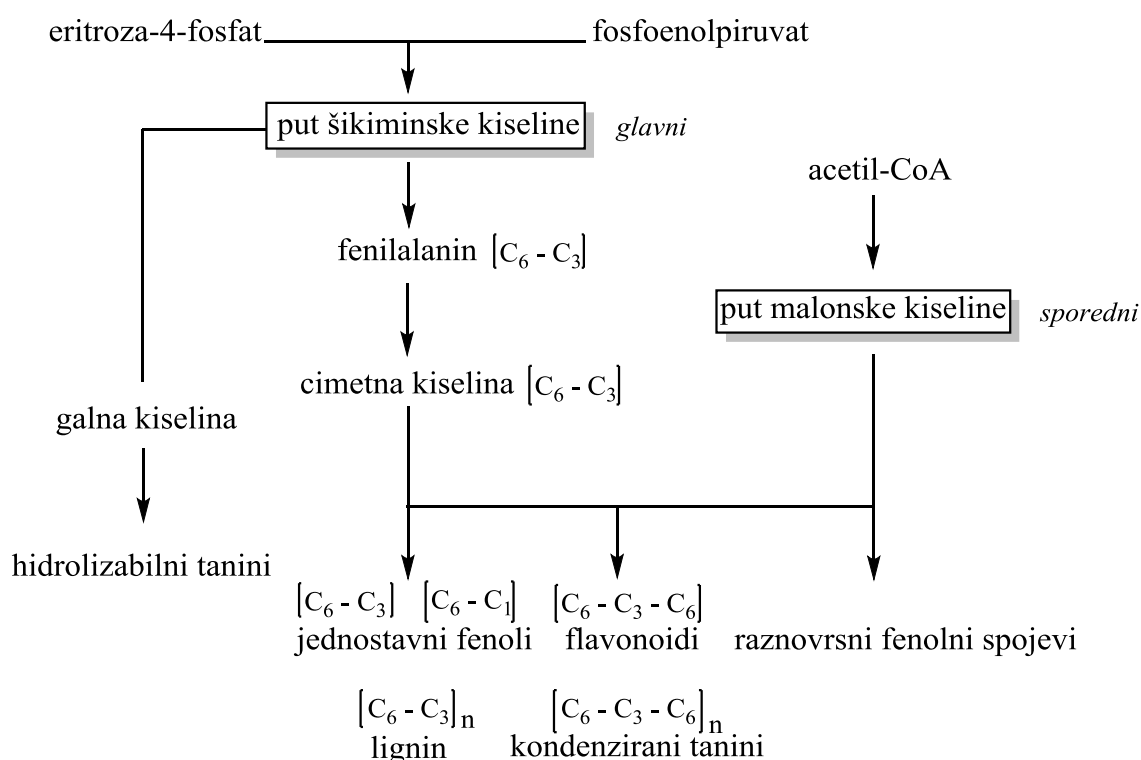 eritroza-4-fosfat fosfoenolpiruvat
put šikiminske kiseline glavni
acetil-CoA
fenilalanin [C6 - C3]
put malonske kiseline sporedni
cimetna kiselina [C6 - C3]
galna kiselina
hidrolizabilni tanini
[C6 - C3] [C6 - C1] [C6 - C3 - C6]
jednostavni fenoli flavonoidi raznovrsni fenolni spojevi
[C6 - C3]n [C6 - C3 - C6]n
lignin kondenzirani tanini